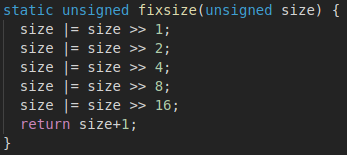 static unsigned fixsize(unsigned size) {
  size |= size >> 1;
  size |= size >> 2;
  size |= size >> 4;
  size |= size >> 8;
  size |= size >> 16;
  return size+1;
}